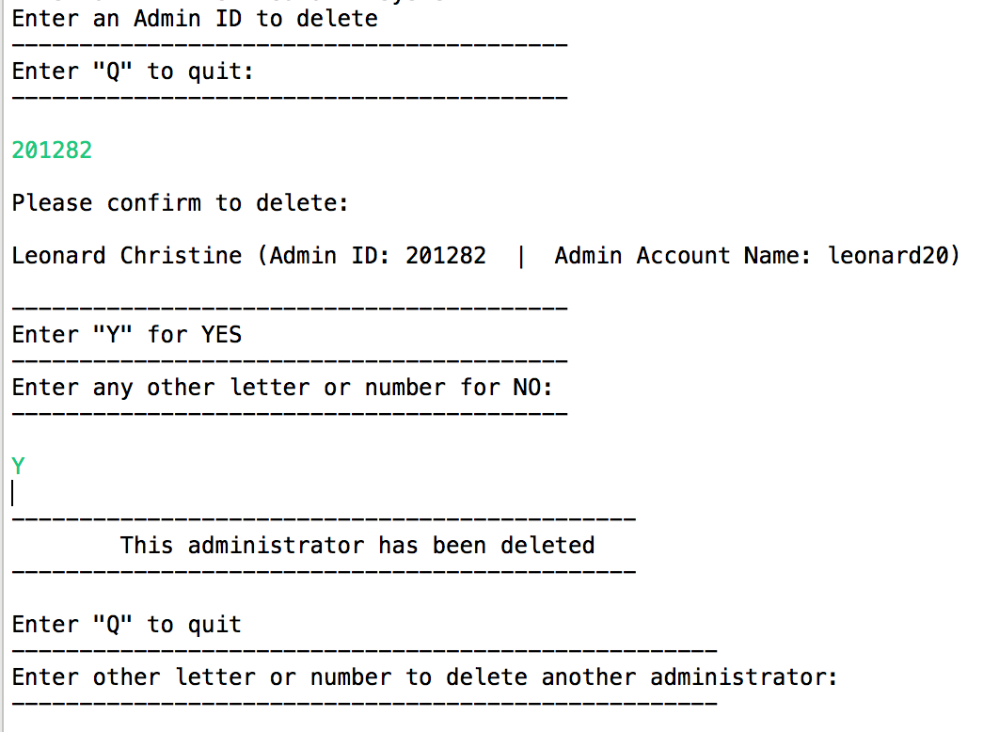 Enter an Admin ID to delete
-----------------------------------------
Enter "Q" to quit:
-----------------------------------------
201282
Please confirm to delete:
Leonard Christine (Admin ID: 201282  |  Admin Account Name: leonard20)
-----------------------------------------
Enter "Y" for YES
-----------------------------------------
Enter any other letter or number for NO:
-----------------------------------------
Y
----------------------------------------------
This administrator has been deleted
----------------------------------------------
Enter "Q" to quit
----------------------------------------------------
Enter other letter or number to delete another administrator:
----------------------------------------------------